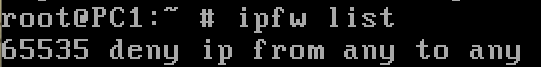 root@PC1:~ # ipfw list
65535 deny ip from any to any